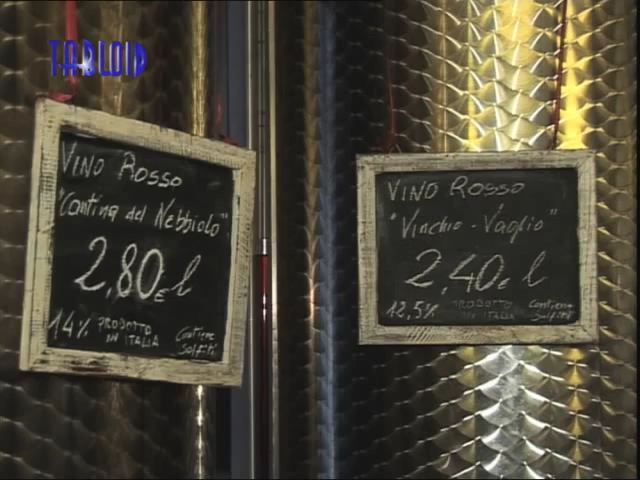 TABLOID
VINO ROSSO
"Cantina del Nebbiolo"
2,80 € l
14% PRODOTTO IN ITALIA Contiene Solfiti
VINO ROSSO
"Vinchio - Vaglio"
2,40 € l
12,5% PRODOTTO IN ITALIA Contiene Solfiti